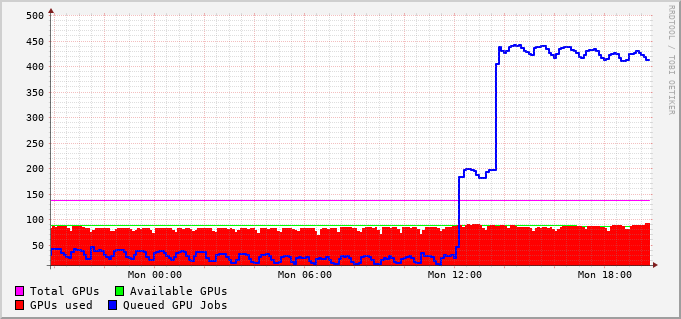 500
450
400
350
300
250
200
150
100
50
Mon 00:00 Mon 06:00 Mon 12:00 Mon 18:00
Total GPUs Available GPUs
GPUs used Queued GPU Jobs
RRDTOOL / TOBI OETIKER